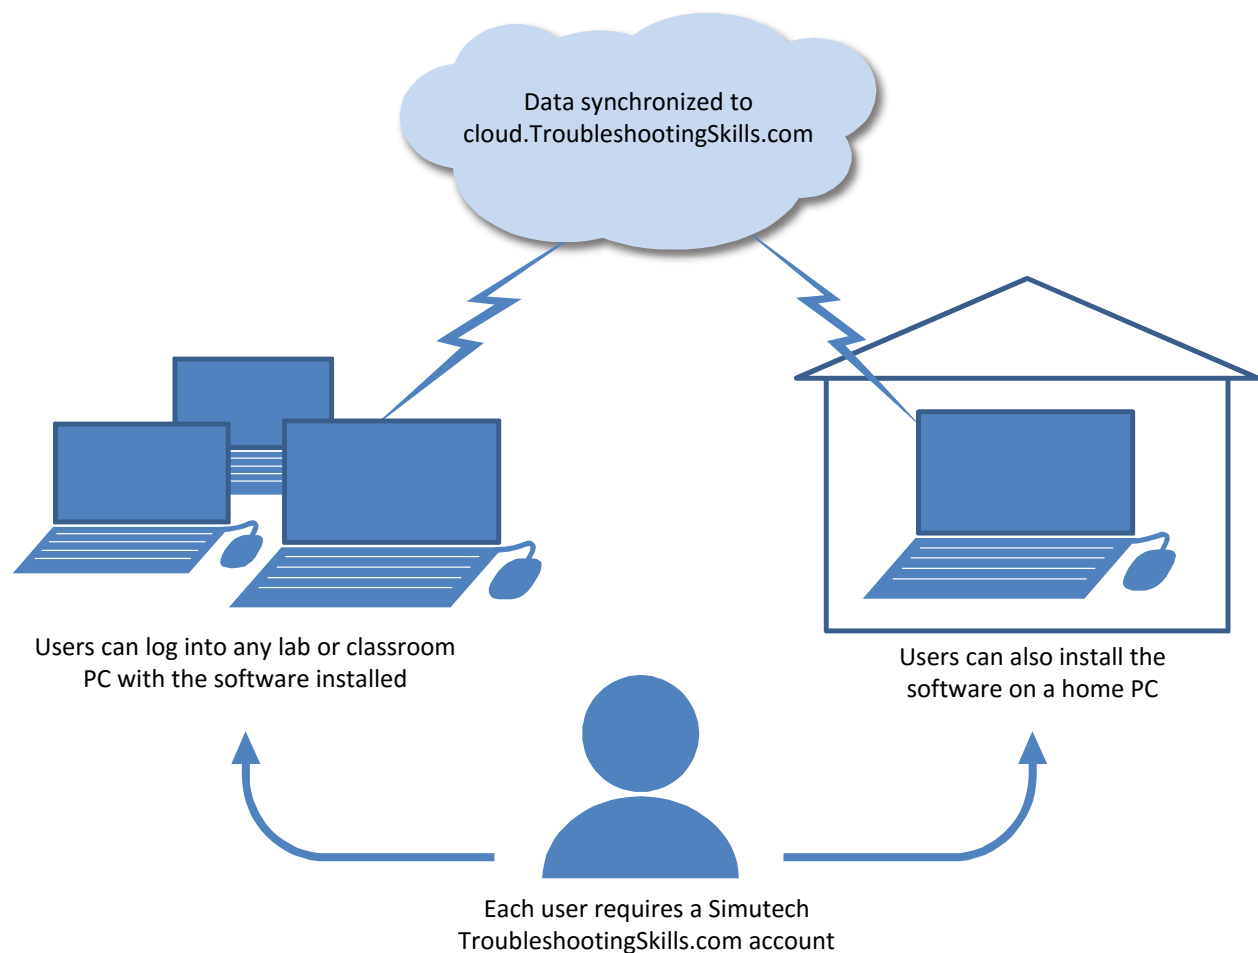 Data synchronized to
cloud.TroubleshootingSkills.com
Users can log into any lab or classroom
PC with the software installed
Users can also install the
software on a home PC
Each user requires a Simutech
TroubleshootingSkills.com account